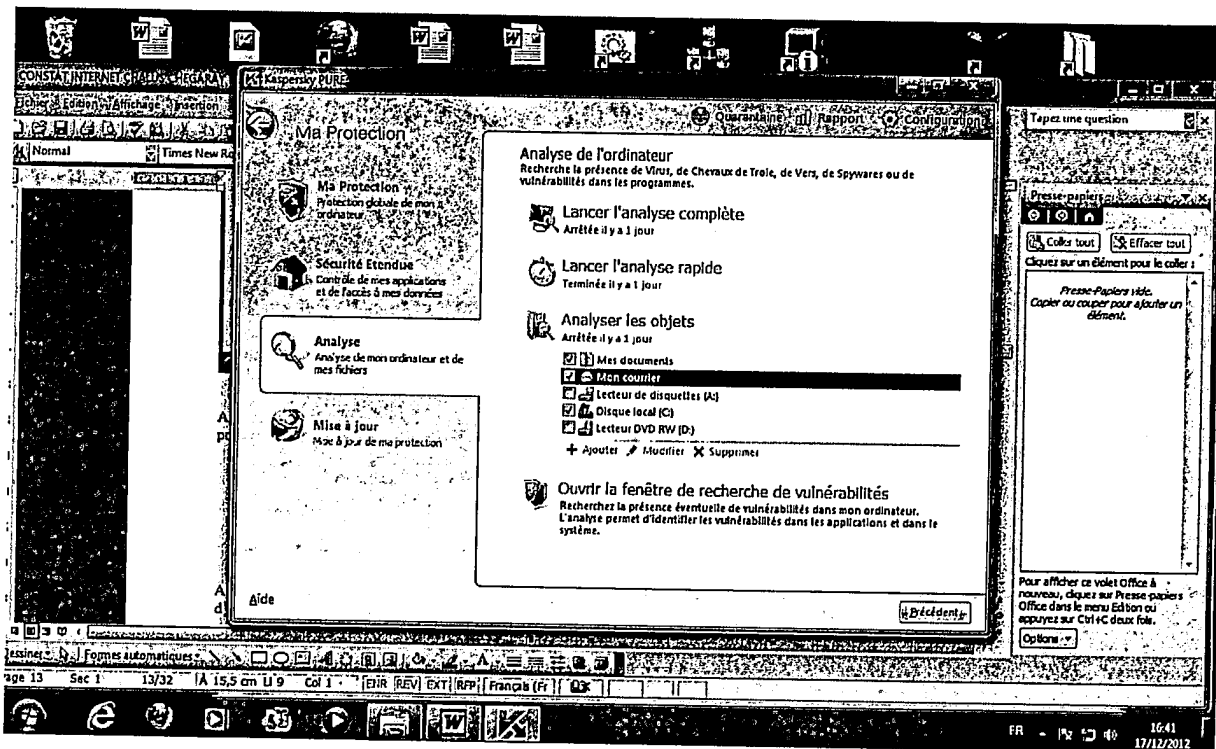 CONSTAT INTERNET
Kaspersky PURE
Fichier Edition Affichage Insertion
Quarantaine Rapport Configuration
Tapez une question
Normal
Times New Ro
Ma Protection
Analyse de l'ordinateur
Recherche la présence de Virus, de Chevaux de Troie, de Vers, de Spywares ou de
vulnérabilités dans les programmes.
Ma Protection
Protection globale de mon
ordinateur
Lancer l'analyse complète
Arrêtée il y a 1 jour
Sécurité Etendue
Contrôle de mes applications
et de l'accès à mes données
Lancer l'analyse rapide
Terminée il y a 1 jour
Analyse
Analyse de mon ordinateur et de
mes fichiers
Analyser les objets
Arrêtée il y a 1 jour
Mes documents
Mon courrier
Lecteur de disquettes (A:)
Disque local (C:)
Lecteur DVD RW (D:)
+ Ajouter Modifier X Supprimer
Mise à jour
Mise à jour de ma protection
Ouvrir la fenêtre de recherche de vulnérabilités
Recherchez la présence éventuelle de vulnérabilités dans mon ordinateur.
L'analyse permet d'identifier les vulnérabilités dans les applications et dans le
système.
Aide
Précédent
Presse-papiers
Coller tout
Effacer tout
Cliquez sur un élément pour le coller :
Presse-Papiers vide.
Copier ou couper pour ajouter un
élément.
Pour afficher ce volet Office à
nouveau, cliquez sur Presse-papiers
Office dans le menu Edition ou
appuyez sur Ctrl+C deux fois.
Options
Dessiner Formes automatiques
Page 13 Sec 1 13/32 À 15,5 cm Li 9 Col 1 ENR REV EXT RFP Français (Fr
FR
16:41
17/12/2012